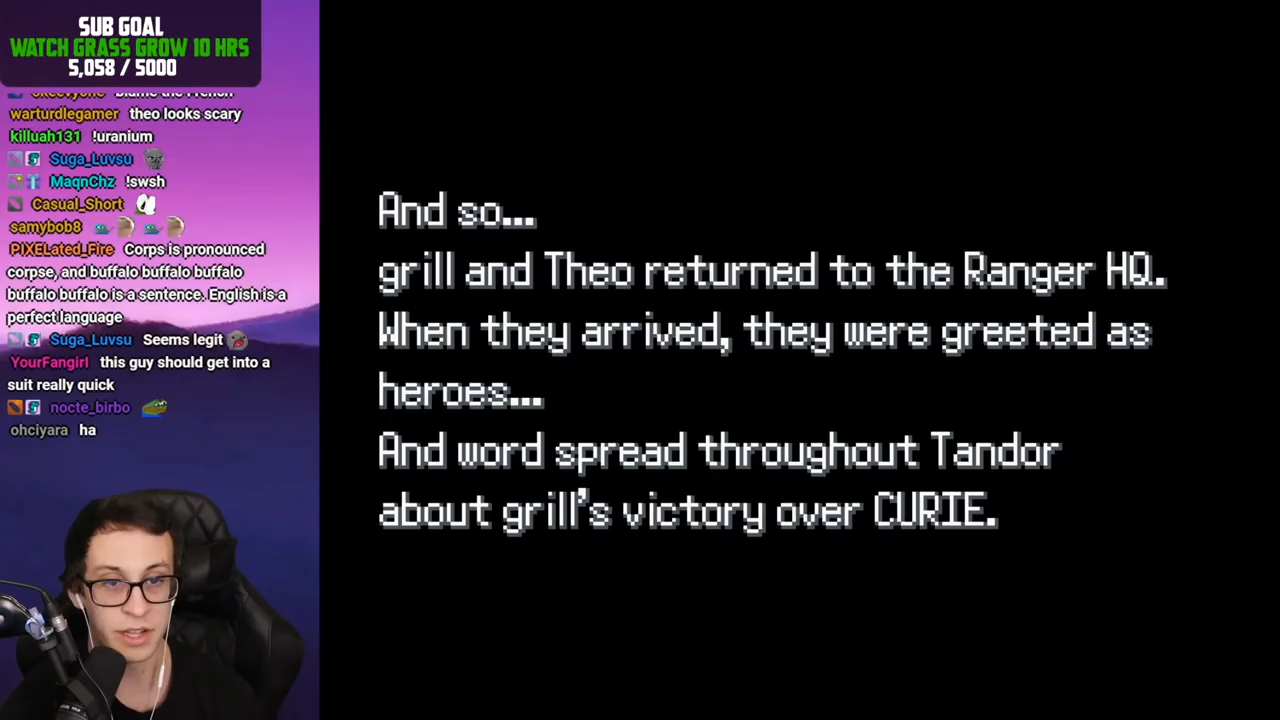 SUB GOAL
WATCH GRASS GROW 10 HRS
5,058 / 5000
blame the French
warturdlegamer theo looks scary
killuah131 !uranium
Suga_Luvsu
MaqnChz !swsh
Casual_Short
samybob8
PIXELated_Fire Corps is pronounced
corpse, and buffalo buffalo buffalo
buffalo buffalo is a sentence. English is a
perfect language
Suga_Luvsu Seems legit
YourFangirl this guy should get into a
suit really quick
nocte_birbo
ohciyara ha
And so...
grill and Theo returned to the Ranger HQ.
When they arrived, they were greeted as
heroes...
And word spread throughout Tandor
about grill's victory over CURIE.